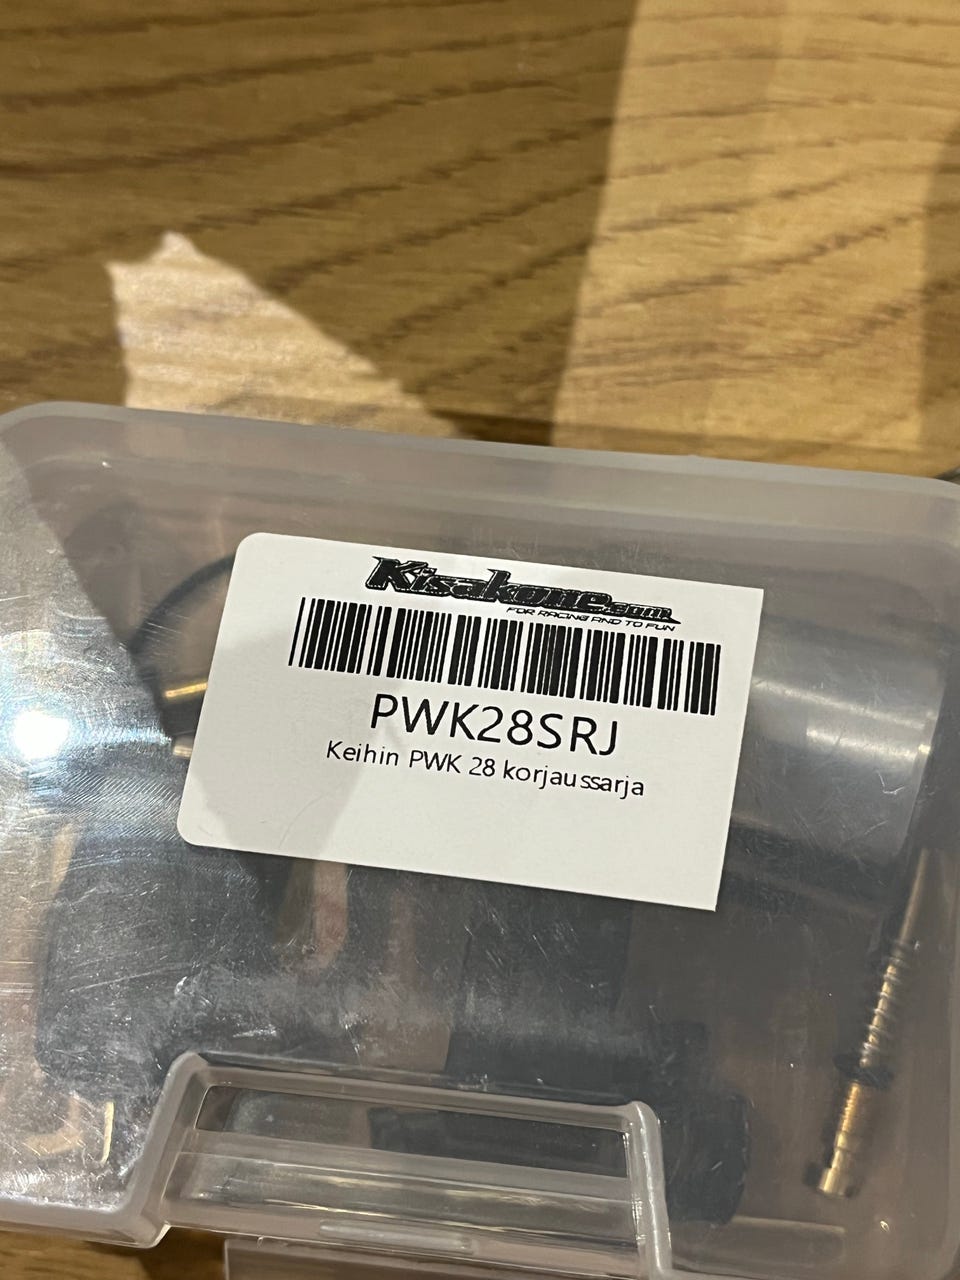 Kisakone.com
FOR RACING AND TO FUN
PWK28SRJ
Keihin PWK 28 korjaussarja